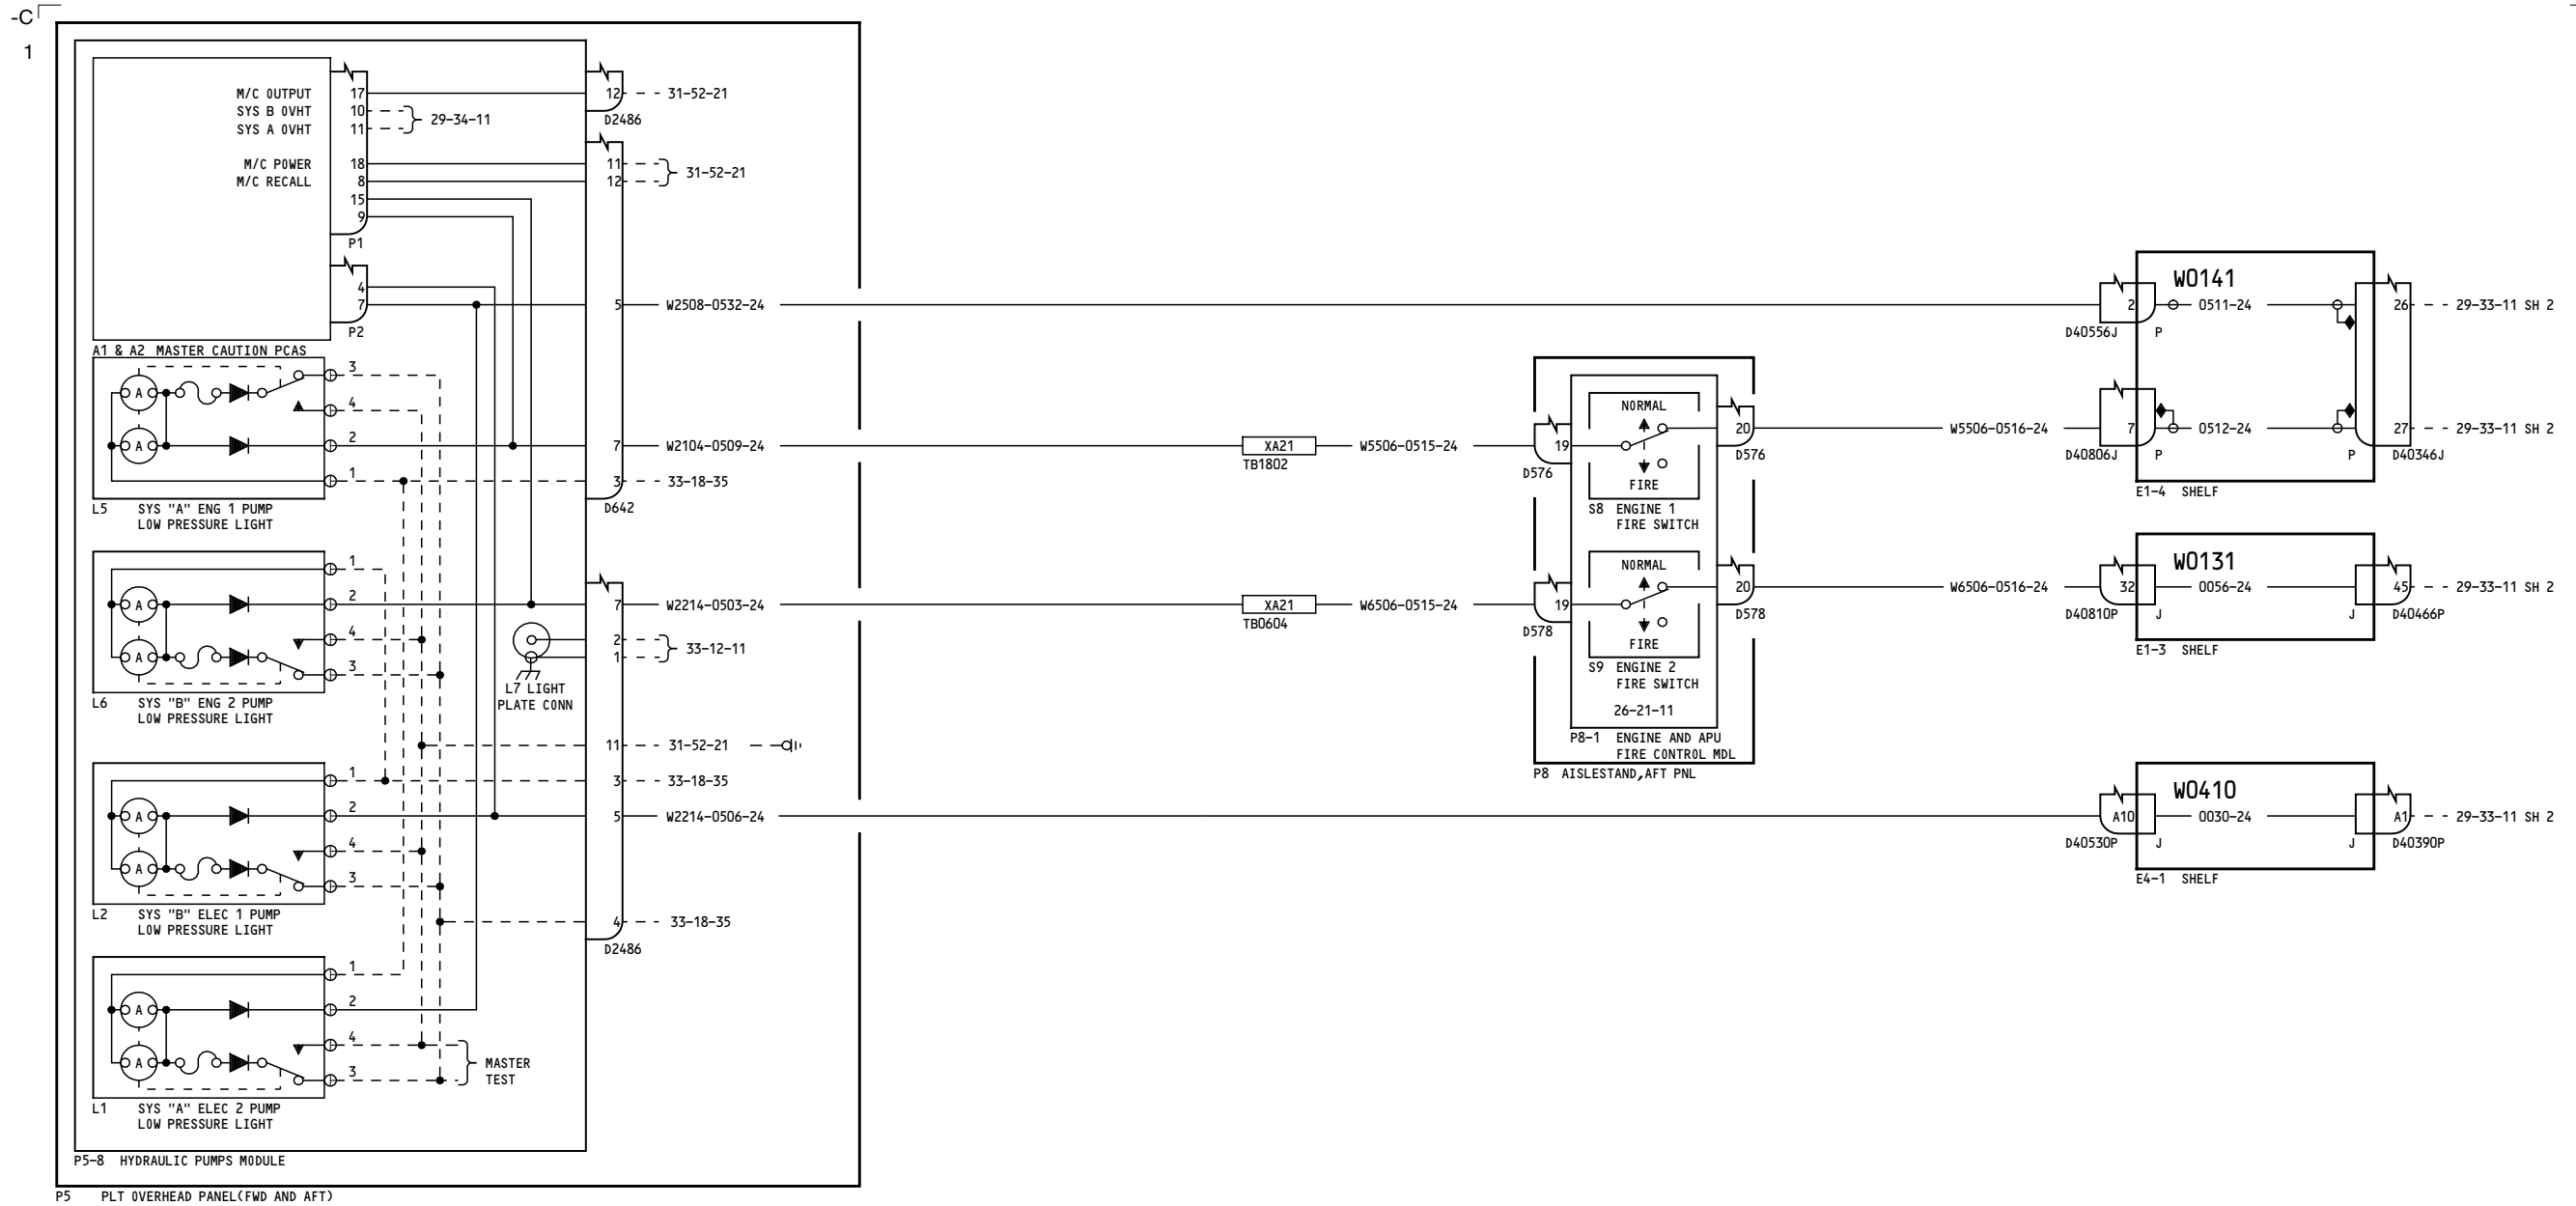 -C
1
M/C OUTPUT 17
SYS B OVHT 10
SYS A OVHT 11
29-34-11
M/C POWER 18
M/C RECALL 8
15
9
P1
4
7
P2
A1 & A2 MASTER CAUTION PCAS
12 31-52-21
D2486
11
12
31-52-21
5 W2508-0532-24
7 W2104-0509-24
3 33-18-35
D642
A
A
3
4
2
1
L5 SYS "A" ENG 1 PUMP
LOW PRESSURE LIGHT
A
A
1
2
4
3
L6 SYS "B" ENG 2 PUMP
LOW PRESSURE LIGHT
A
A
1
2
4
3
L2 SYS "B" ELEC 1 PUMP
LOW PRESSURE LIGHT
A
A
1
2
4
3
MASTER
TEST
L1 SYS "A" ELEC 2 PUMP
LOW PRESSURE LIGHT
L7 LIGHT
PLATE CONN
7 W2214-0503-24
2
1
33-12-11
11 31-52-21
3 33-18-35
5 W2214-0506-24
4 33-18-35
D2486
P5-8 HYDRAULIC PUMPS MODULE
P5 PLT OVERHEAD PANEL(FWD AND AFT)
XA21
TB1802
W5506-0515-24
XA21
TB0604
W6506-0515-24
19
D576
NORMAL
FIRE
20
D576
S8 ENGINE 1
FIRE SWITCH
19
D578
NORMAL
FIRE
20
D578
S9 ENGINE 2
FIRE SWITCH
26-21-11
P8-1 ENGINE AND APU
FIRE CONTROL MDL
P8 AISLESTAND,AFT PNL
W5506-0516-24
W6506-0516-24
W0141
2 0511-24 26 29-33-11 SH 2
D40556J P
7 0512-24 27 29-33-11 SH 2
D40806J P P D40346J
E1-4 SHELF
W0131
32 0056-24 45 29-33-11 SH 2
D40810P J J D40466P
E1-3 SHELF
W0410
A10 0030-24 A1 29-33-11 SH 2
D40530P J J D40390P
E4-1 SHELF